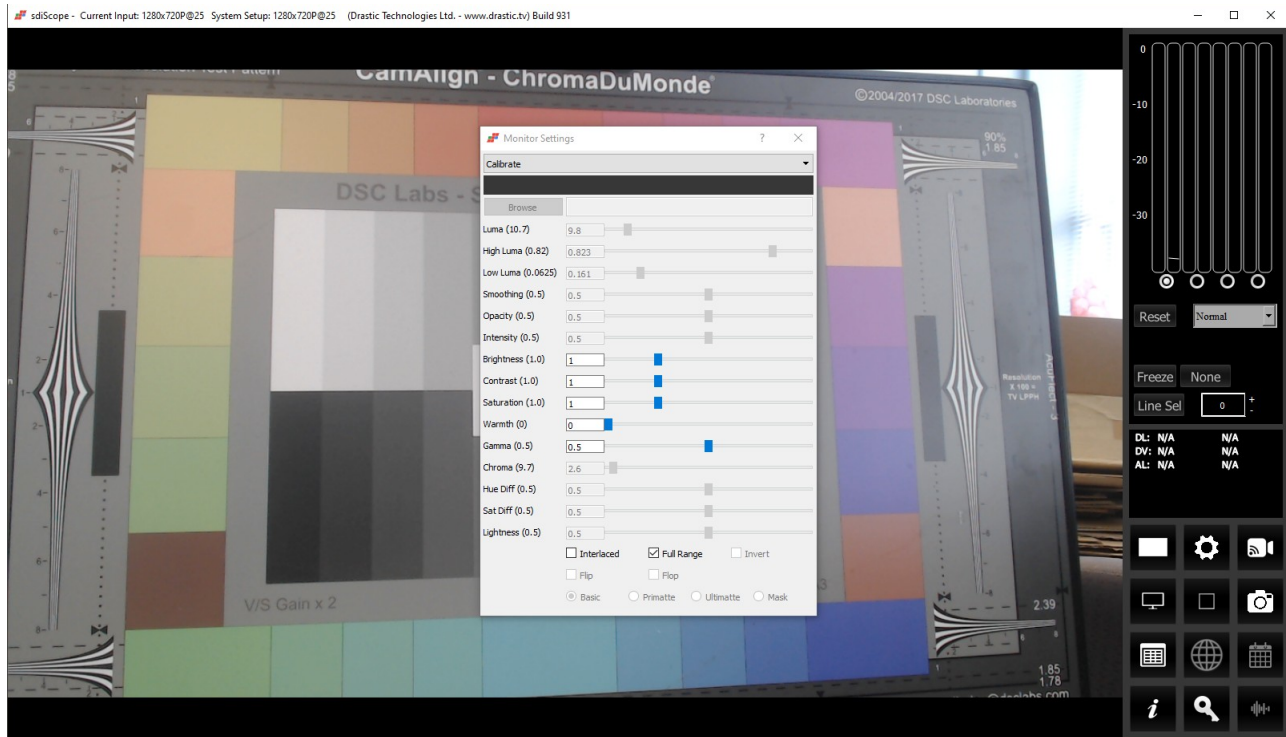 sdiScope - Current Input: 1280x720P@25 System Setup: 1280x720P@25 (Drastic Technologies Ltd. - www.drastic.tv) Build 931
CamAlign - ChromaDuMonde
©2004/2017 DSC Laboratories
90%
1.85
DSC Labs - S
Resolution
X 100 =
TV LPPH
V/S Gain x 2
2.39
1.85
1.78
Monitor Settings ? ×
Calibrate
Browse
Luma (10.7) 9.8
High Luma (0.82) 0.823
Low Luma (0.0625) 0.161
Smoothing (0.5) 0.5
Opacity (0.5) 0.5
Intensity (0.5) 0.5
Brightness (1.0) 1
Contrast (1.0) 1
Saturation (1.0) 1
Warmth (0) 0
Gamma (0.5) 0.5
Chroma (9.7) 2.6
Hue Diff (0.5) 0.5
Sat Diff (0.5) 0.5
Lightness (0.5) 0.5
Interlaced Full Range Invert
Flip Flop
Basic Primatte Ultimatte Mask
0
-10
-20
-30
Reset Normal
Freeze None
Line Sel 0 + -
DL: N/A N/A
DV: N/A N/A
AL: N/A N/A
i